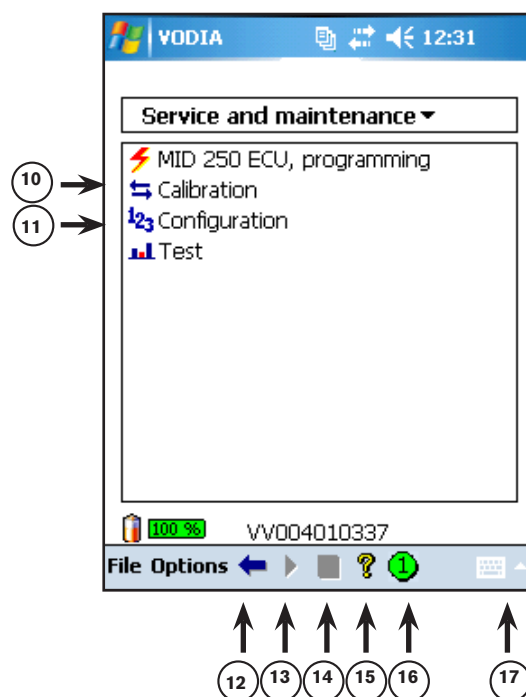 VODIA 12:31
Service and maintenance
MID 250 ECU, programming
10
Calibration
11
123 Configuration
Test
100 % VV004010337
File Options ? 1
12 13 14 15 16 17